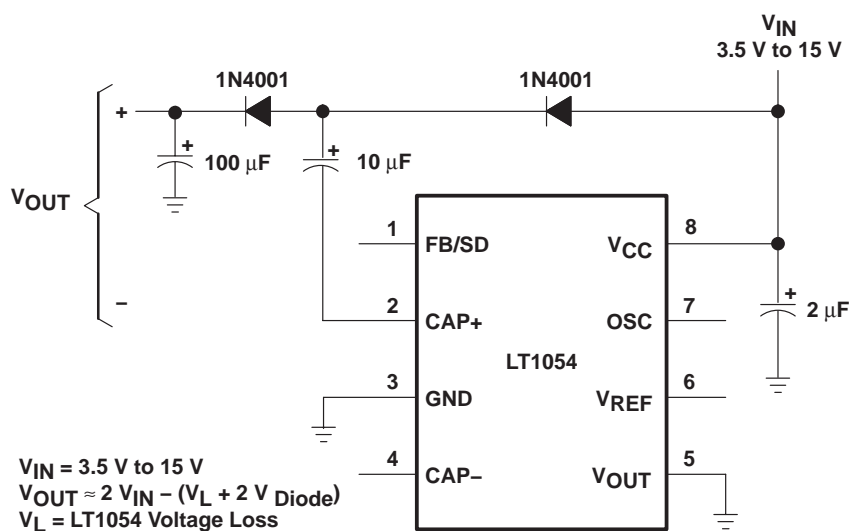 VIN
3.5 V to 15 V
1N4001
1N4001
+
+
100 μF
+
10 μF
VOUT
−
1
FB/SD
VCC
8
+
2 μF
2
CAP+
OSC
7
LT1054
3
GND
VREF
6
4
CAP−
VOUT
5
VIN = 3.5 V to 15 V
VOUT ≈ 2 VIN − (VL + 2 V Diode)
VL = LT1054 Voltage Loss